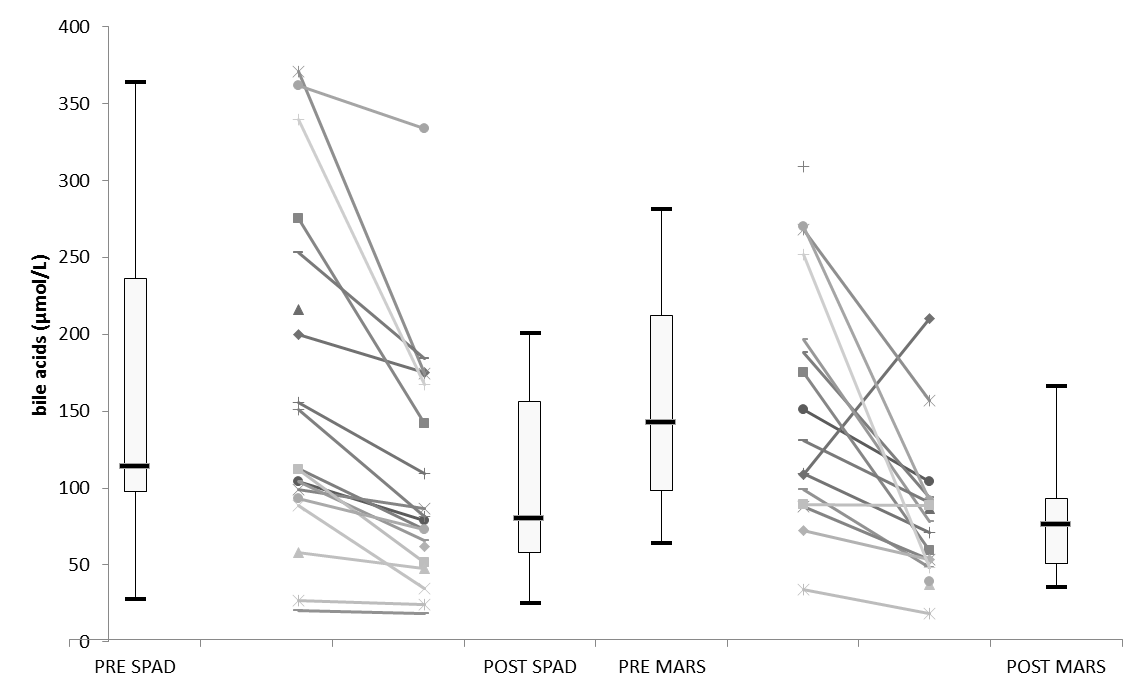 400
350
300
250
200
150
100
50
0
bile acids (µmol/L)
PRE SPAD
POST SPAD
PRE MARS
POST MARS